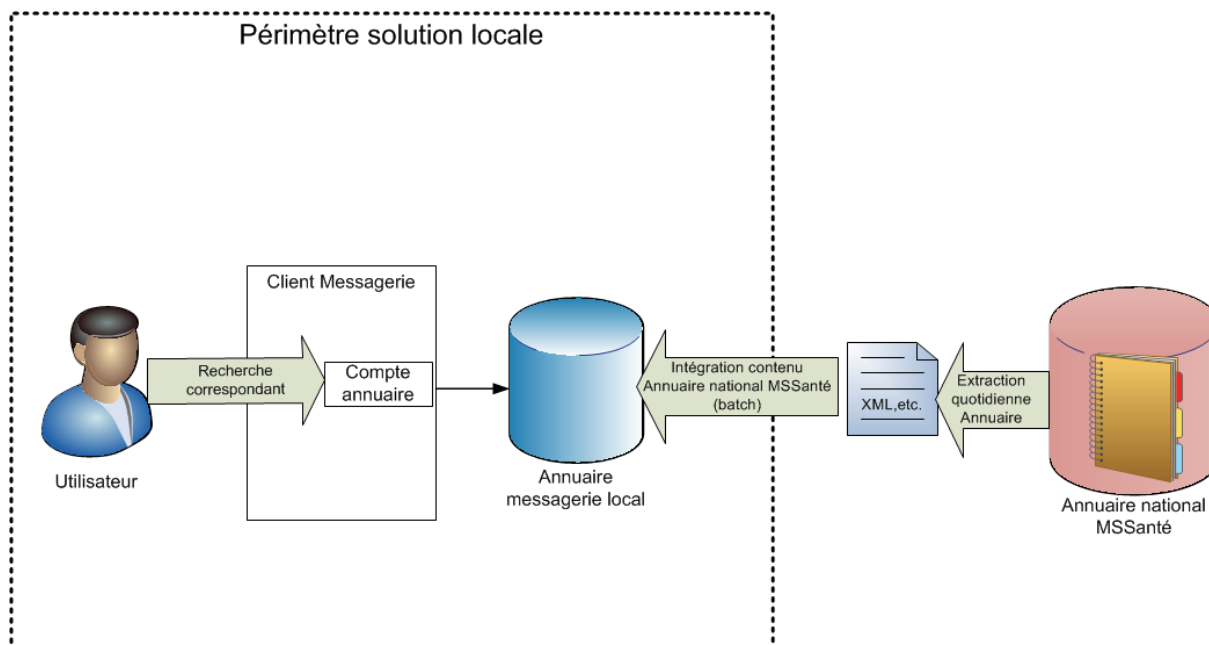 Périmètre solution locale
Client Messagerie
Recherche
correspondant
Compte
annuaire
Utilisateur
Annuaire
messagerie local
Intégration contenu
Annuaire national MSSanté
(batch)
XML,etc.
Extraction
quotidienne
Annuaire
Annuaire national
MSSanté